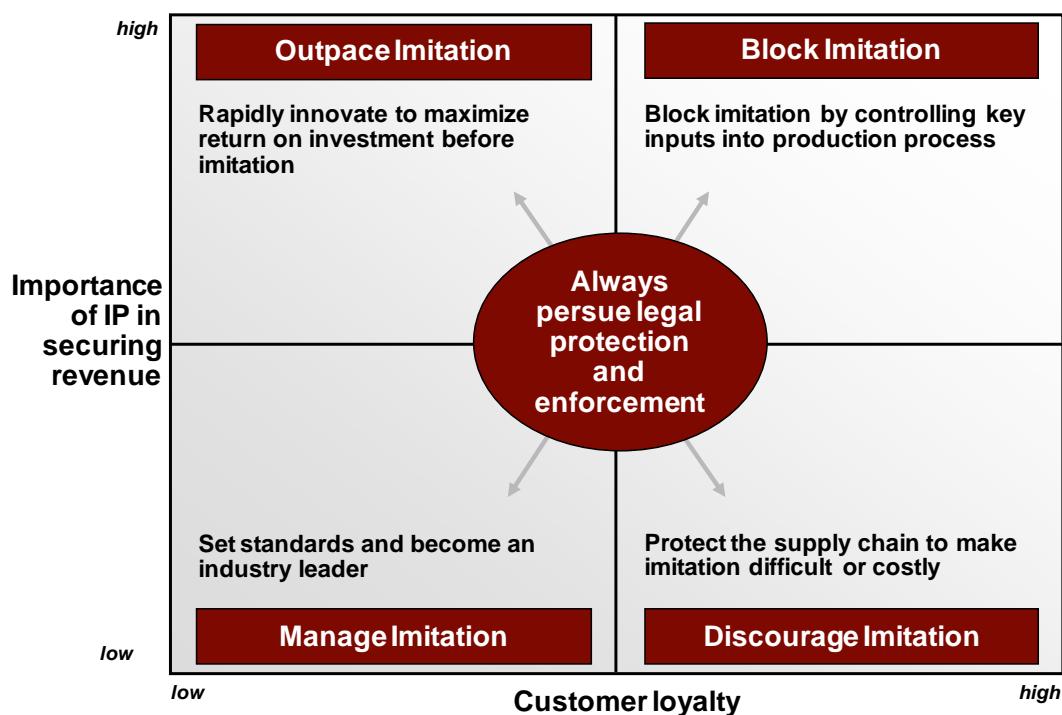 high
Outpace Imitation
Block Imitation
Rapidly innovate to maximize
return on investment before
imitation
Block imitation by controlling key
inputs into production process
Importance
of IP in
securing
revenue
Always
persue legal
protection
and
enforcement
Set standards and become an
industry leader
Protect the supply chain to make
imitation difficult or costly
Manage Imitation
Discourage Imitation
low
low
Customer loyalty
high